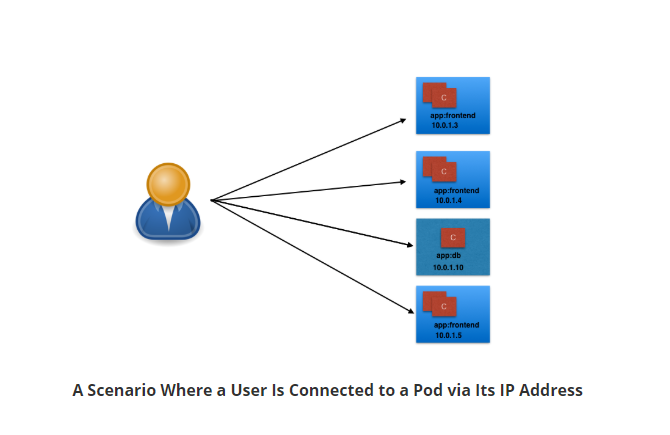 C
app:frontend
10.0.1.3
C
app:frontend
10.0.1.4
C
app:db
10.0.1.10
C
app:frontend
10.0.1.5
A Scenario Where a User Is Connected to a Pod via Its IP Address